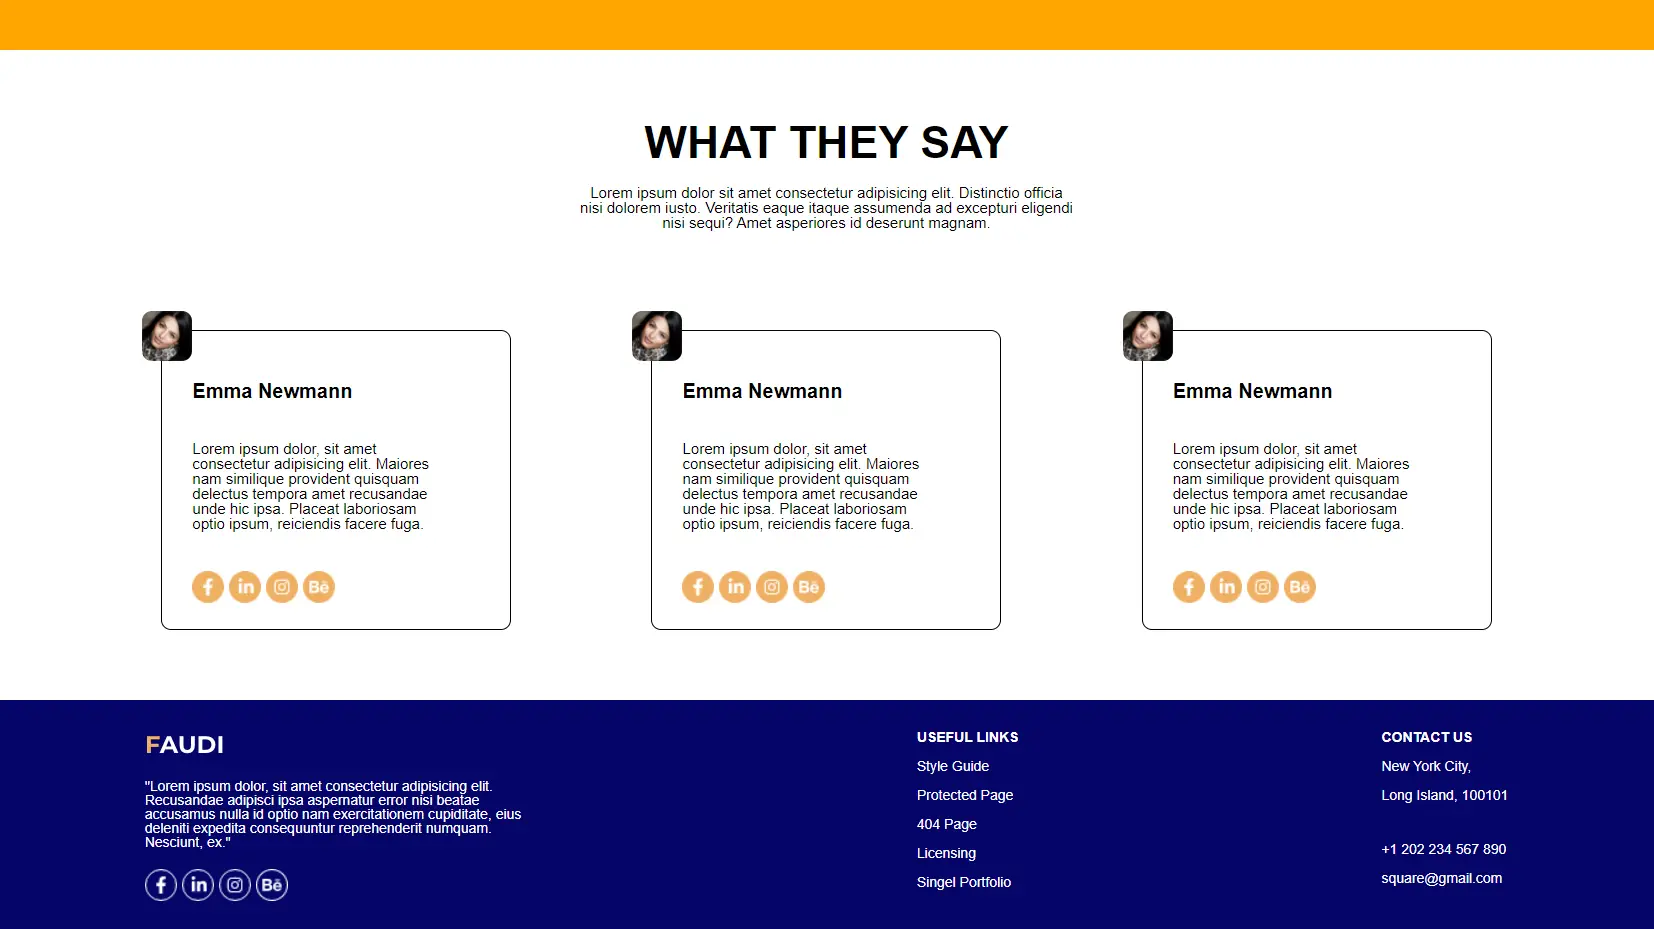 WHAT THEY SAY
Lorem ipsum dolor sit amet consectetur adipisicing elit. Distinctio officia
nisi dolorem iusto. Veritatis eaque itaque assumenda ad excepturi eligendi
nisi sequi? Amet asperiores id deserunt magnam.
Emma Newmann
Lorem ipsum dolor, sit amet
consectetur adipisicing elit. Maiores
nam similique provident quisquam
delectus tempora amet recusandae
unde hic ipsa. Placeat laboriosam
optio ipsum, reiciendis facere fuga.
f in Bē
Emma Newmann
Lorem ipsum dolor, sit amet
consectetur adipisicing elit. Maiores
nam similique provident quisquam
delectus tempora amet recusandae
unde hic ipsa. Placeat laboriosam
optio ipsum, reiciendis facere fuga.
f in Bē
Emma Newmann
Lorem ipsum dolor, sit amet
consectetur adipisicing elit. Maiores
nam similique provident quisquam
delectus tempora amet recusandae
unde hic ipsa. Placeat laboriosam
optio ipsum, reiciendis facere fuga.
f in Bē
FAUDI
"Lorem ipsum dolor, sit amet consectetur adipisicing elit.
Recusandae adipisci ipsa aspernatur error nisi beatae
accusamus nulla id optio nam exercitationem cupiditate, eius
deleniti expedita consequuntur reprehenderit numquam.
Nesciunt, ex."
f in Bē
USEFUL LINKS
Style Guide
Protected Page
404 Page
Licensing
Singel Portfolio
CONTACT US
New York City,
Long Island, 100101
+1 202 234 567 890
square@gmail.com